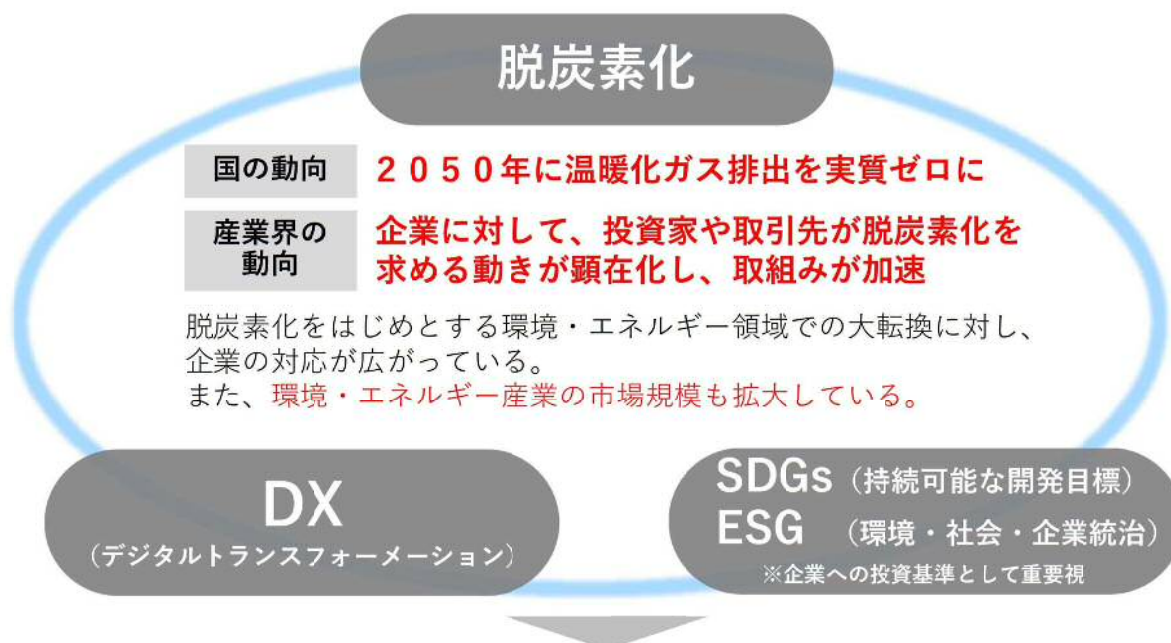 脱炭素化
国の動向
２０５０年に温暖化ガス排出を実質ゼロに
産業界の
動向
企業に対して、投資家や取引先が脱炭素化を
求める動きが顕在化し、取組みが加速
脱炭素化をはじめとする環境・エネルギー領域での大転換に対し、
企業の対応が広がっている。
また、環境・エネルギー産業の市場規模も拡大している。
DX
（デジタルトランスフォーメーション）
SDGs（持続可能な開発目標）
ESG（環境・社会・企業統治）
※企業への投資基準として重要視